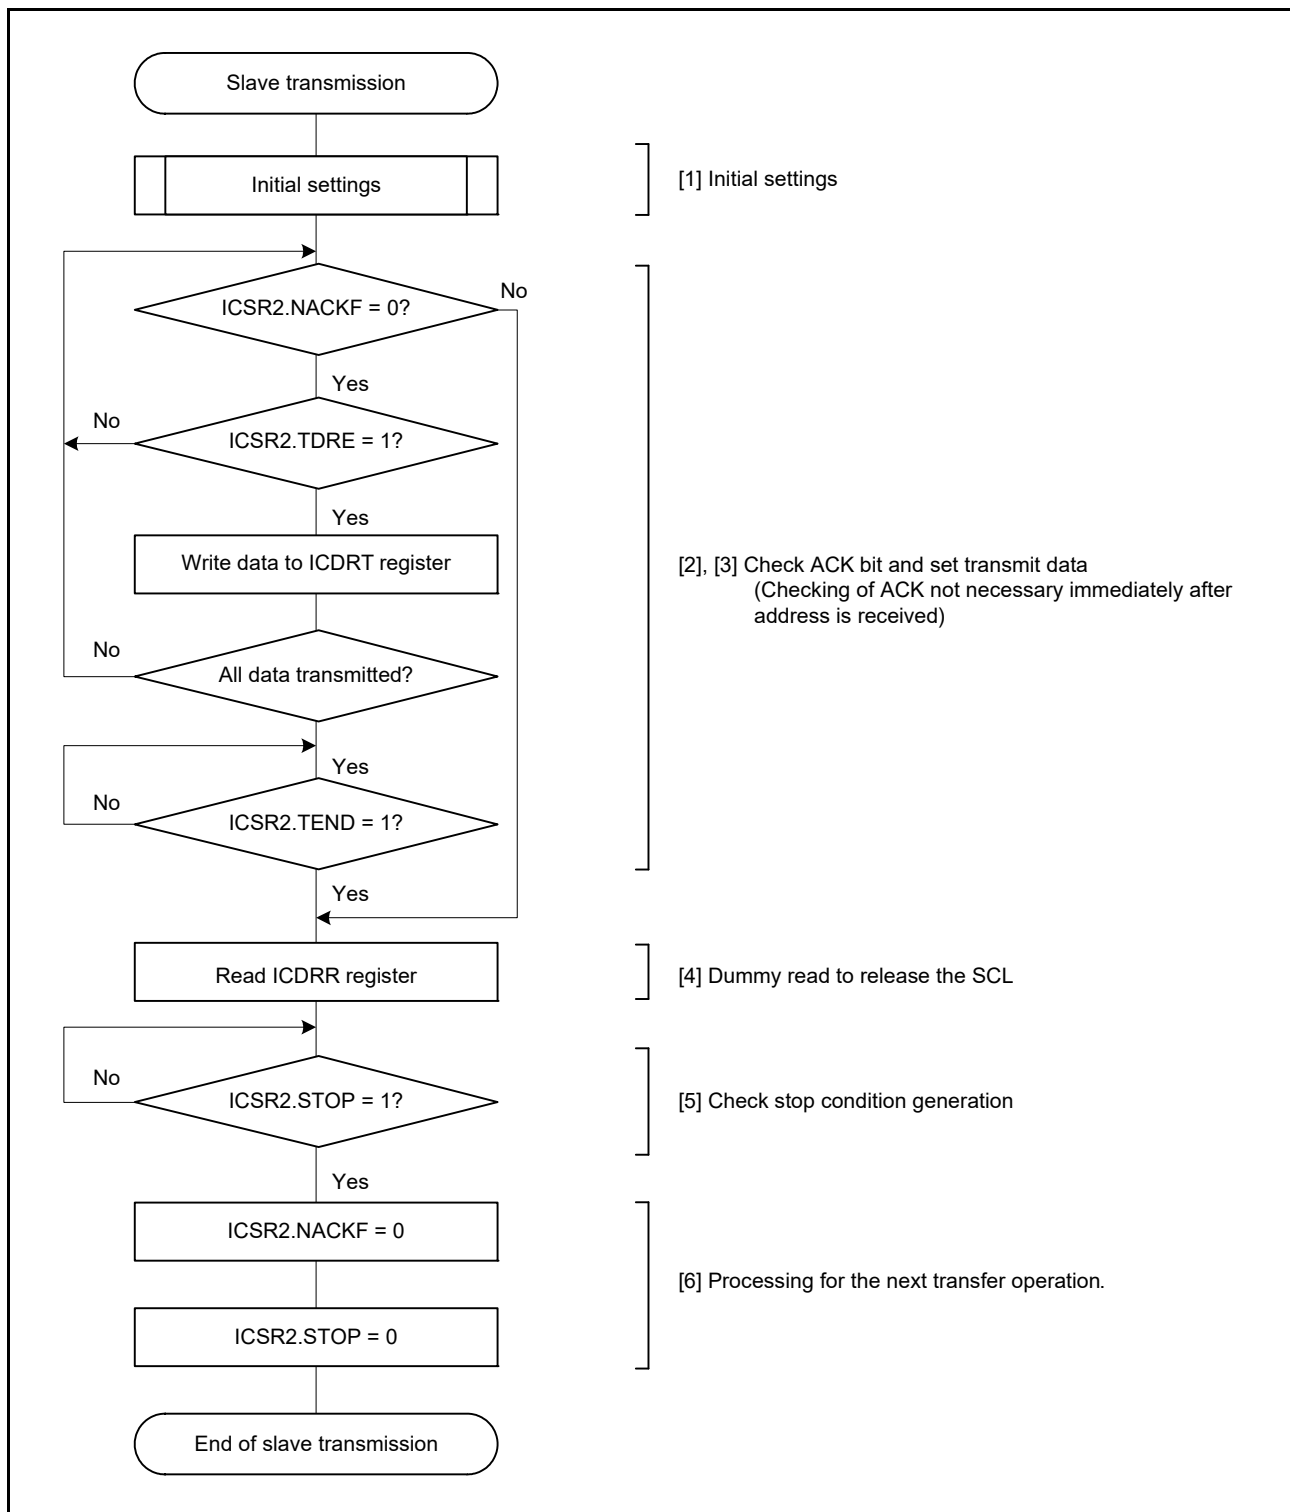 Slave transmission
Initial settings
[1] Initial settings
ICSR2.NACKF = 0?
No
Yes
No
ICSR2.TDRE = 1?
Yes
Write data to ICDRT register
[2], [3] Check ACK bit and set transmit data
(Checking of ACK not necessary immediately after
address is received)
No
All data transmitted?
Yes
No
ICSR2.TEND = 1?
Yes
Read ICDRR register
[4] Dummy read to release the SCL
No
ICSR2.STOP = 1?
[5] Check stop condition generation
Yes
ICSR2.NACKF = 0
[6] Processing for the next transfer operation.
ICSR2.STOP = 0
End of slave transmission